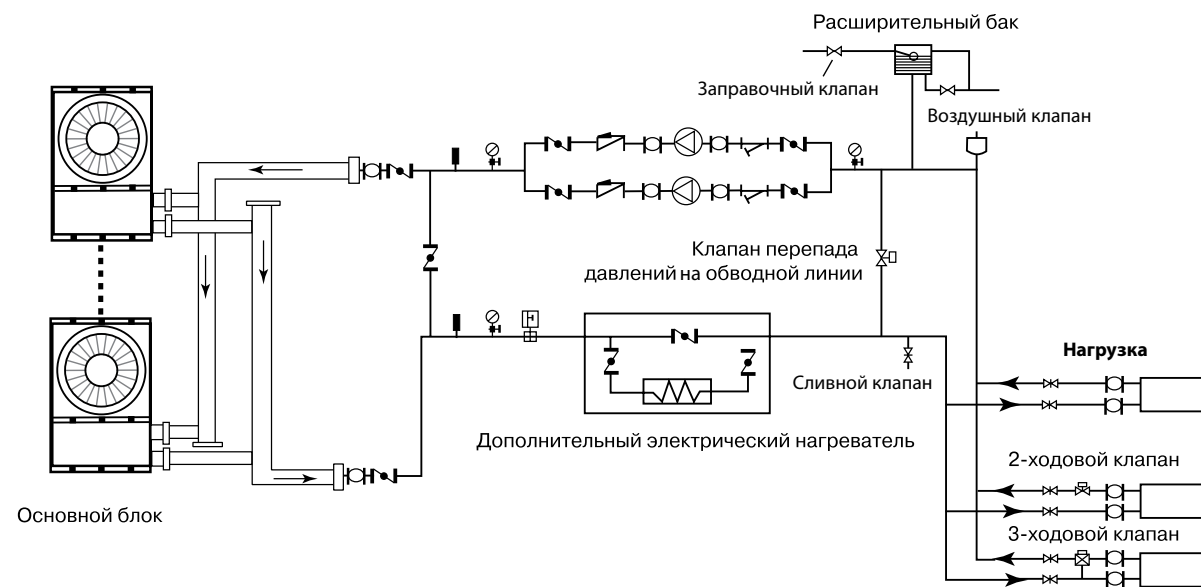 Расширительный бак
Заправочный клапан
Воздушный клапан
Клапан перепада
давлений на обводной линии
Нагрузка
Сливной клапан
Дополнительный электрический нагреватель
2-ходовой клапан
Основной блок
3-ходовой клапан